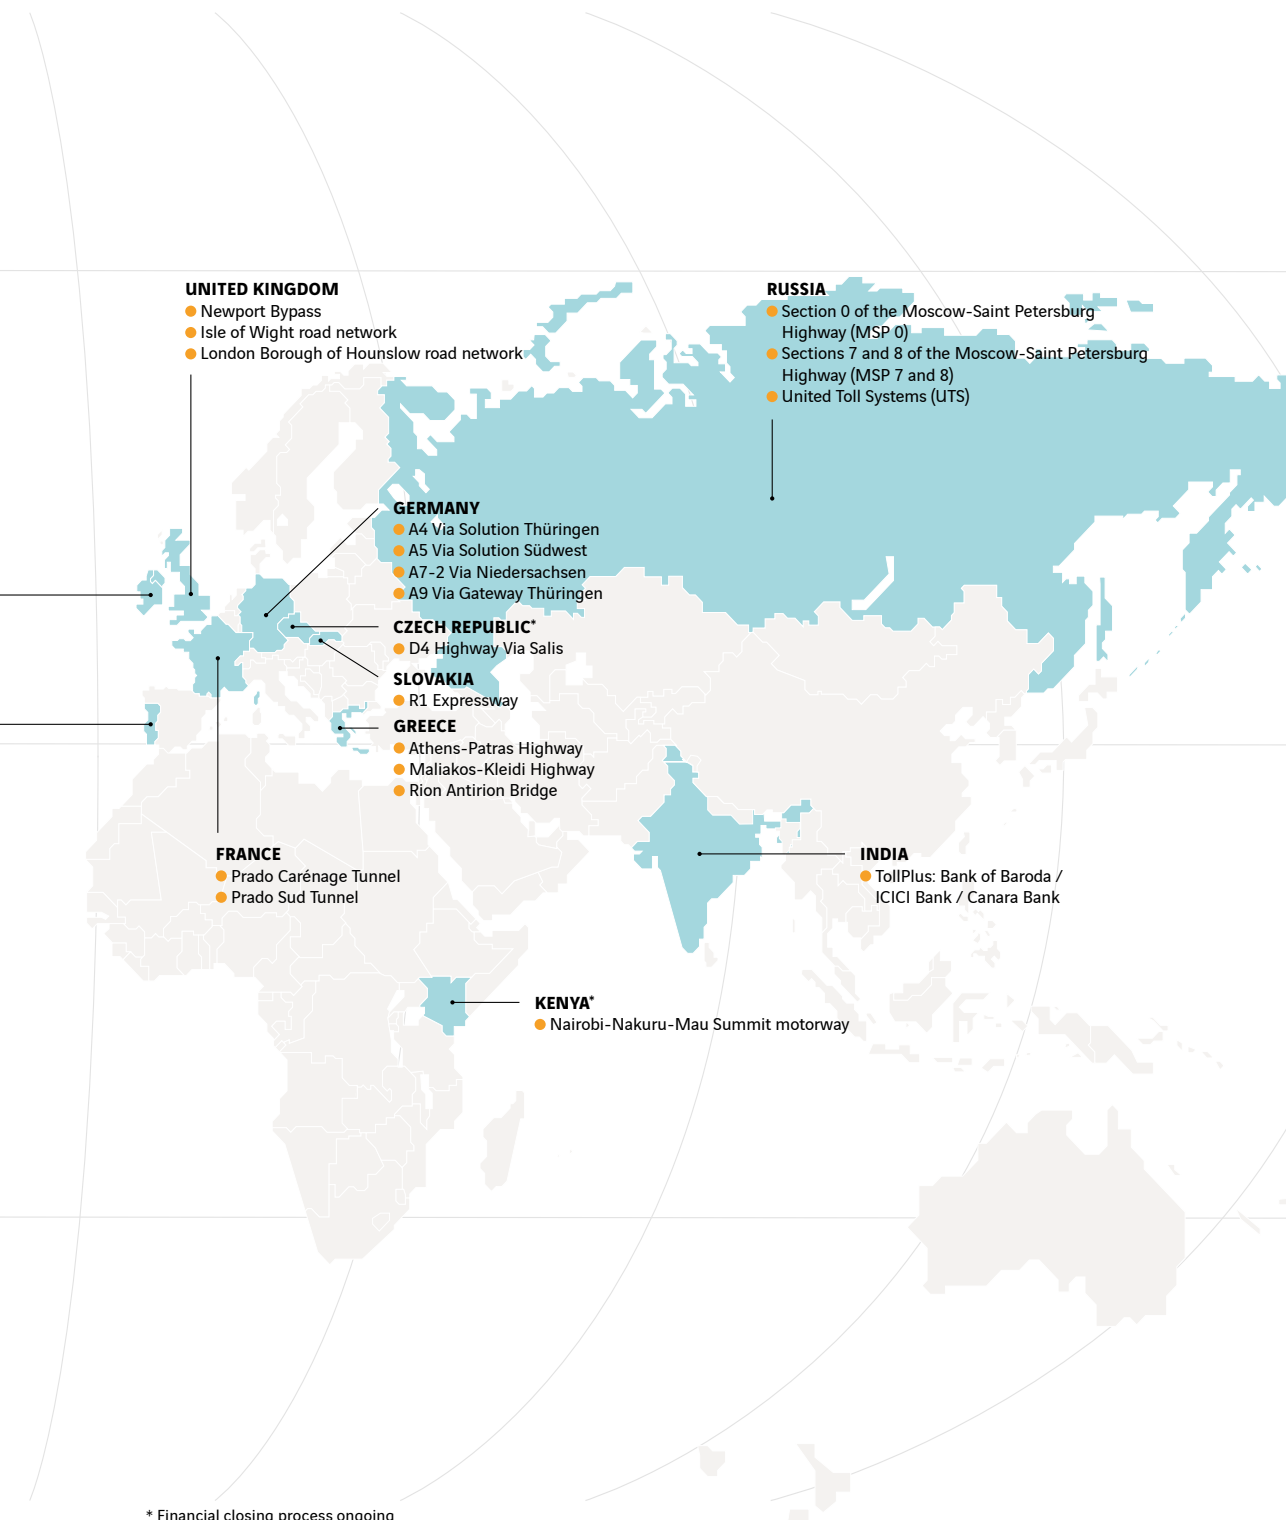 UNITED KINGDOM
Newport Bypass
Isle of Wight road network
London Borough of Hounslow road network
RUSSIA
Section 0 of the Moscow-Saint Petersburg
Highway (MSP 0)
Sections 7 and 8 of the Moscow-Saint Petersburg
Highway (MSP 7 and 8)
United Toll Systems (UTS)
GERMANY
A4 Via Solution Thüringen
A5 Via Solution Südwest
A7-2 Via Niedersachsen
A9 Via Gateway Thüringen
CZECH REPUBLIC*
D4 Highway Via Salis
SLOVAKIA
R1 Expressway
GREECE
Athens-Patras Highway
Maliakos-Kleidi Highway
Rion Antirion Bridge
FRANCE
Prado Carénage Tunnel
Prado Sud Tunnel
INDIA
TollPlus: Bank of Baroda /
ICICI Bank / Canara Bank
KENYA*
Nairobi-Nakuru-Mau Summit motorway
* Financial closing process ongoing